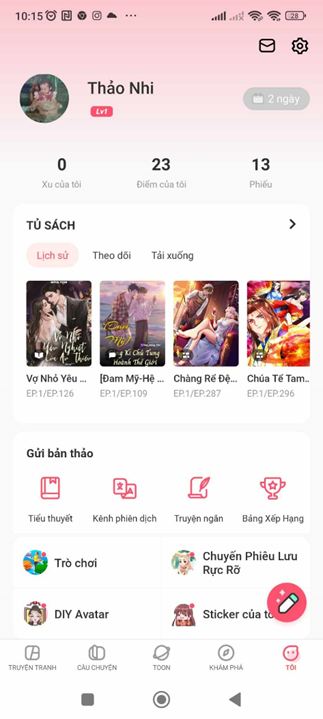 10:15
28
Thảo Nhi
Lv1
2 ngày
0
23
13
Xu của tôi
Điểm của tôi
Phiếu
TỦ SÁCH
Lịch sử
Theo dõi
Tải xuống
Vợ Nhỏ Yêu ...
[Đam Mỹ-Hệ ...
Chàng Rể Đệ...
Chúa Tể Tam...
EP.1/EP.126
EP.1/EP.109
EP.1/EP.287
EP.1/EP.296
Gửi bản thảo
Tiểu thuyết
Kênh phiên dịch
Truyện ngắn
Bảng Xếp Hạng
Trò chơi
Chuyến Phiêu Lưu
Rực Rỡ
DIY Avatar
Sticker của
TRUYỆN TRANH
CÂU CHUYỆN
TOON
KHÁM PHÁ
TÔI